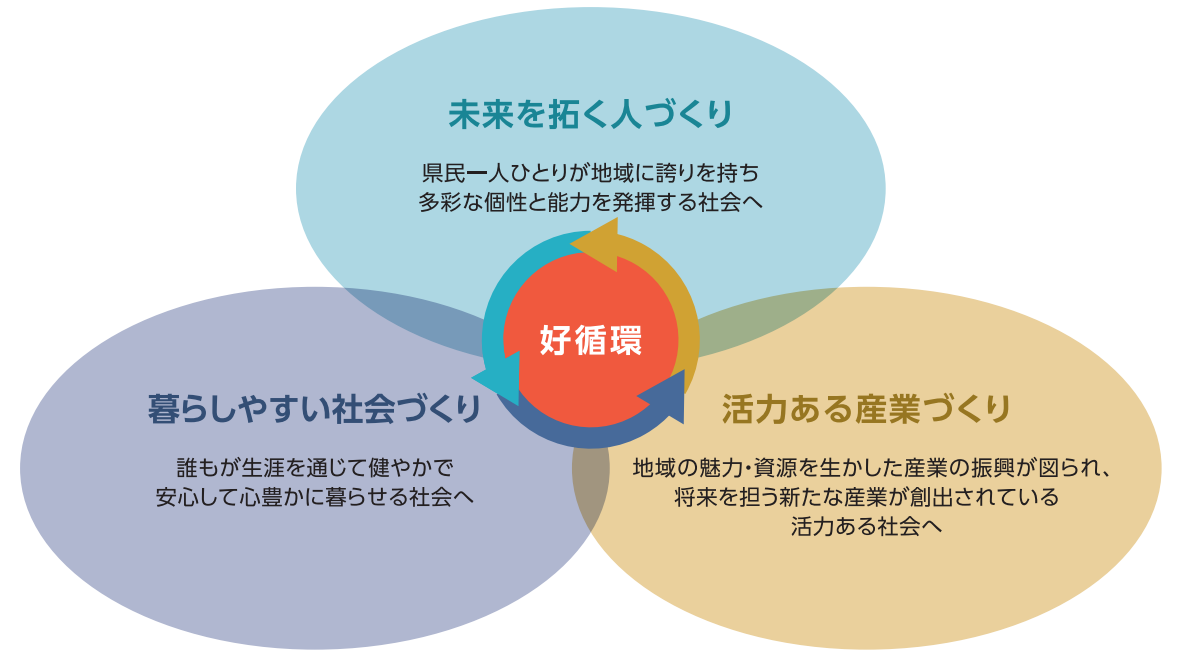 未来を拓く人づくり
県民一人ひとりが地域に誇りを持ち
多彩な個性と能力を発揮する社会へ
好循環
暮らしやすい社会づくり
誰もが生涯を通じて健やかで
安心して心豊かに暮らせる社会へ
活力ある産業づくり
地域の魅力・資源を生かした産業の振興が図られ、
将来を担う新たな産業が創出されている
活力ある社会へ